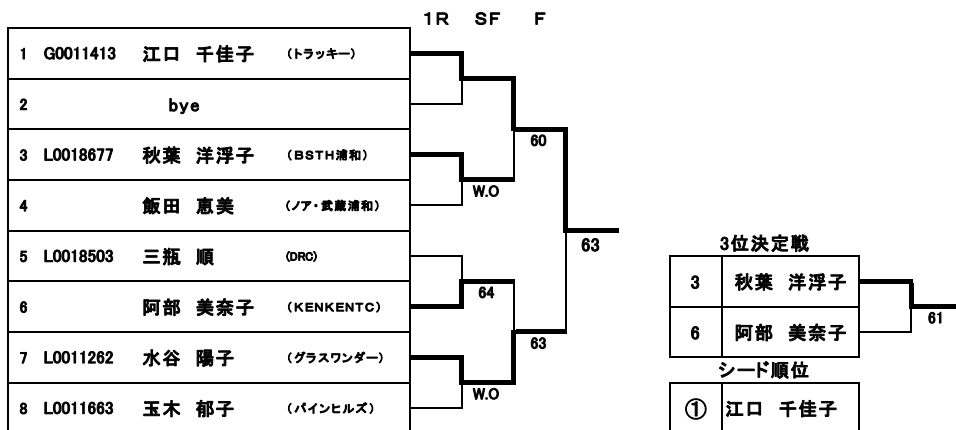 1R SF F
1 G0011413 江口 千佳子 (トラッキー)
2 bye
60
3 L0018677 秋葉 洋浮子 (BSTH浦和)
W.O
4 飯田 恵美 (ノア・武蔵浦和)
63
5 L0018503 三瓶 順 (DRC)
64
6 阿部 美奈子 (KENKENTC)
63
7 L0011262 水谷 陽子 (グラスワンダー)
W.O
8 L0011663 玉木 郁子 (パインヒルズ)
3位決定戦
3 秋葉 洋浮子
61
6 阿部 美奈子
シード順位
① 江口 千佳子